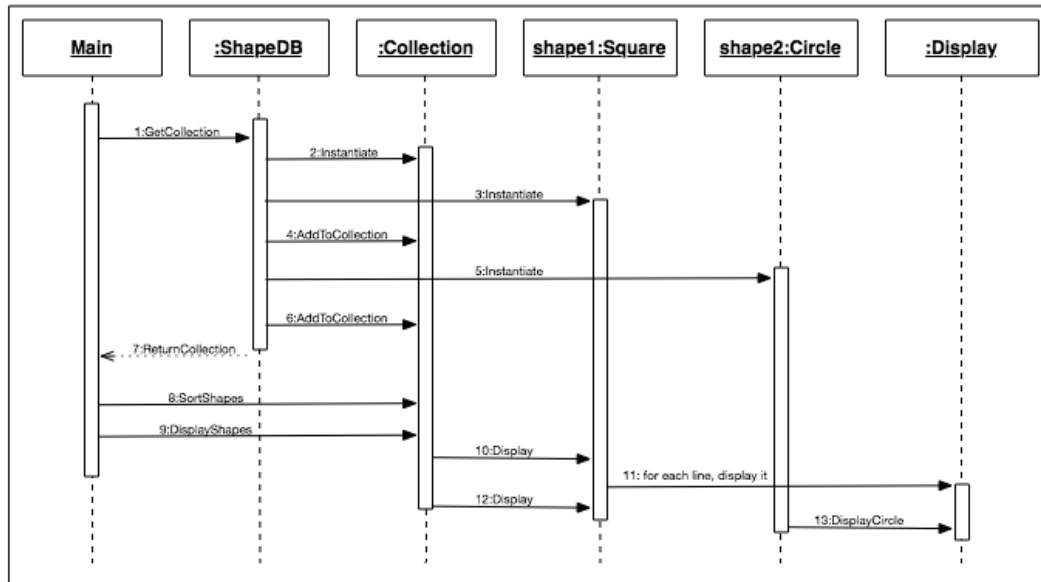 Main
:ShapeDB
:Collection
shape1:Square
shape2:Circle
:Display
1:GetCollection
2:Instantiate
3:Instantiate
4:AddToCollection
5:Instantiate
6:AddToCollection
7:ReturnCollection
8:SortShapes
9:DisplayShapes
10:Display
11: for each line, display it
12:Display
13:DisplayCircle